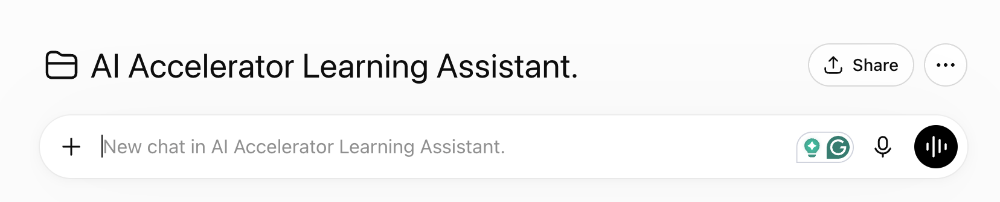 AI Accelerator Learning Assistant.
Share
New chat in AI Accelerator Learning Assistant.